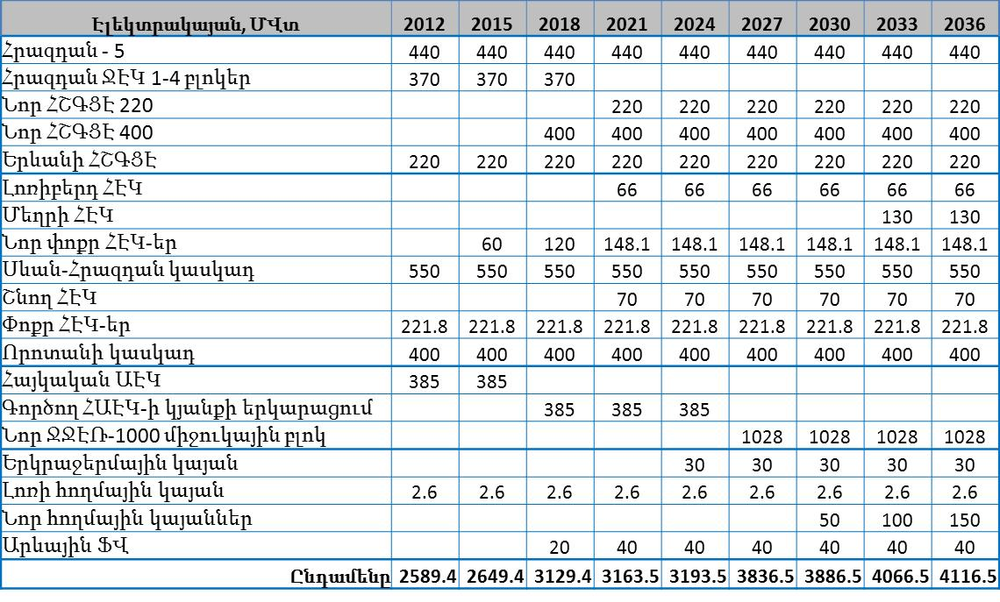 Էլեկտրակայան, ՄՎտ 2012 2015 2018 2021 2024 2027 2030 2033 2036
Հրազդան - 5 440 440 440 440 440 440 440 440 440
Հրազդան ՋԷԿ 1-4 բլոկեր 370 370 370
Նոր ՀՇԳՑԷ 220 220 220 220 220 220 220
Նոր ՀՇԳՑԷ 400 400 400 400 400 400 400 400
Երևանի ՀՇԳՑԷ 220 220 220 220 220 220 220 220 220
Լոռիբերդ ՀԷԿ 66 66 66 66 66 66
Մեղրի ՀԷԿ 130 130
Նոր փոքր ՀԷԿ-եր 60 120 148.1 148.1 148.1 148.1 148.1 148.1
Սևան-Հրազդան կասկադ 550 550 550 550 550 550 550 550 550
Շնող ՀԷԿ 70 70 70 70 70 70
Փոքր ՀԷԿ-եր 221.8 221.8 221.8 221.8 221.8 221.8 221.8 221.8 221.8
Որոտանի կասկադ 400 400 400 400 400 400 400 400 400
Հայկական ԱԷԿ 385 385
Գործող ՀԱԷԿ-ի կյանքի երկարացում 385 385 385
Նոր ՋՋԷՌ-1000 միջուկային բլոկ 1028 1028 1028 1028
Երկրաջերմային կայան 30 30 30 30 30
Լոռի հողմային կայան 2.6 2.6 2.6 2.6 2.6 2.6 2.6 2.6 2.6
Նոր հողմային կայաններ 50 100 150
Արևային ՖՎ 20 40 40 40 40 40 40
Ընդամենը 2589.4 2649.4 3129.4 3163.5 3193.5 3836.5 3886.5 4066.5 4116.5